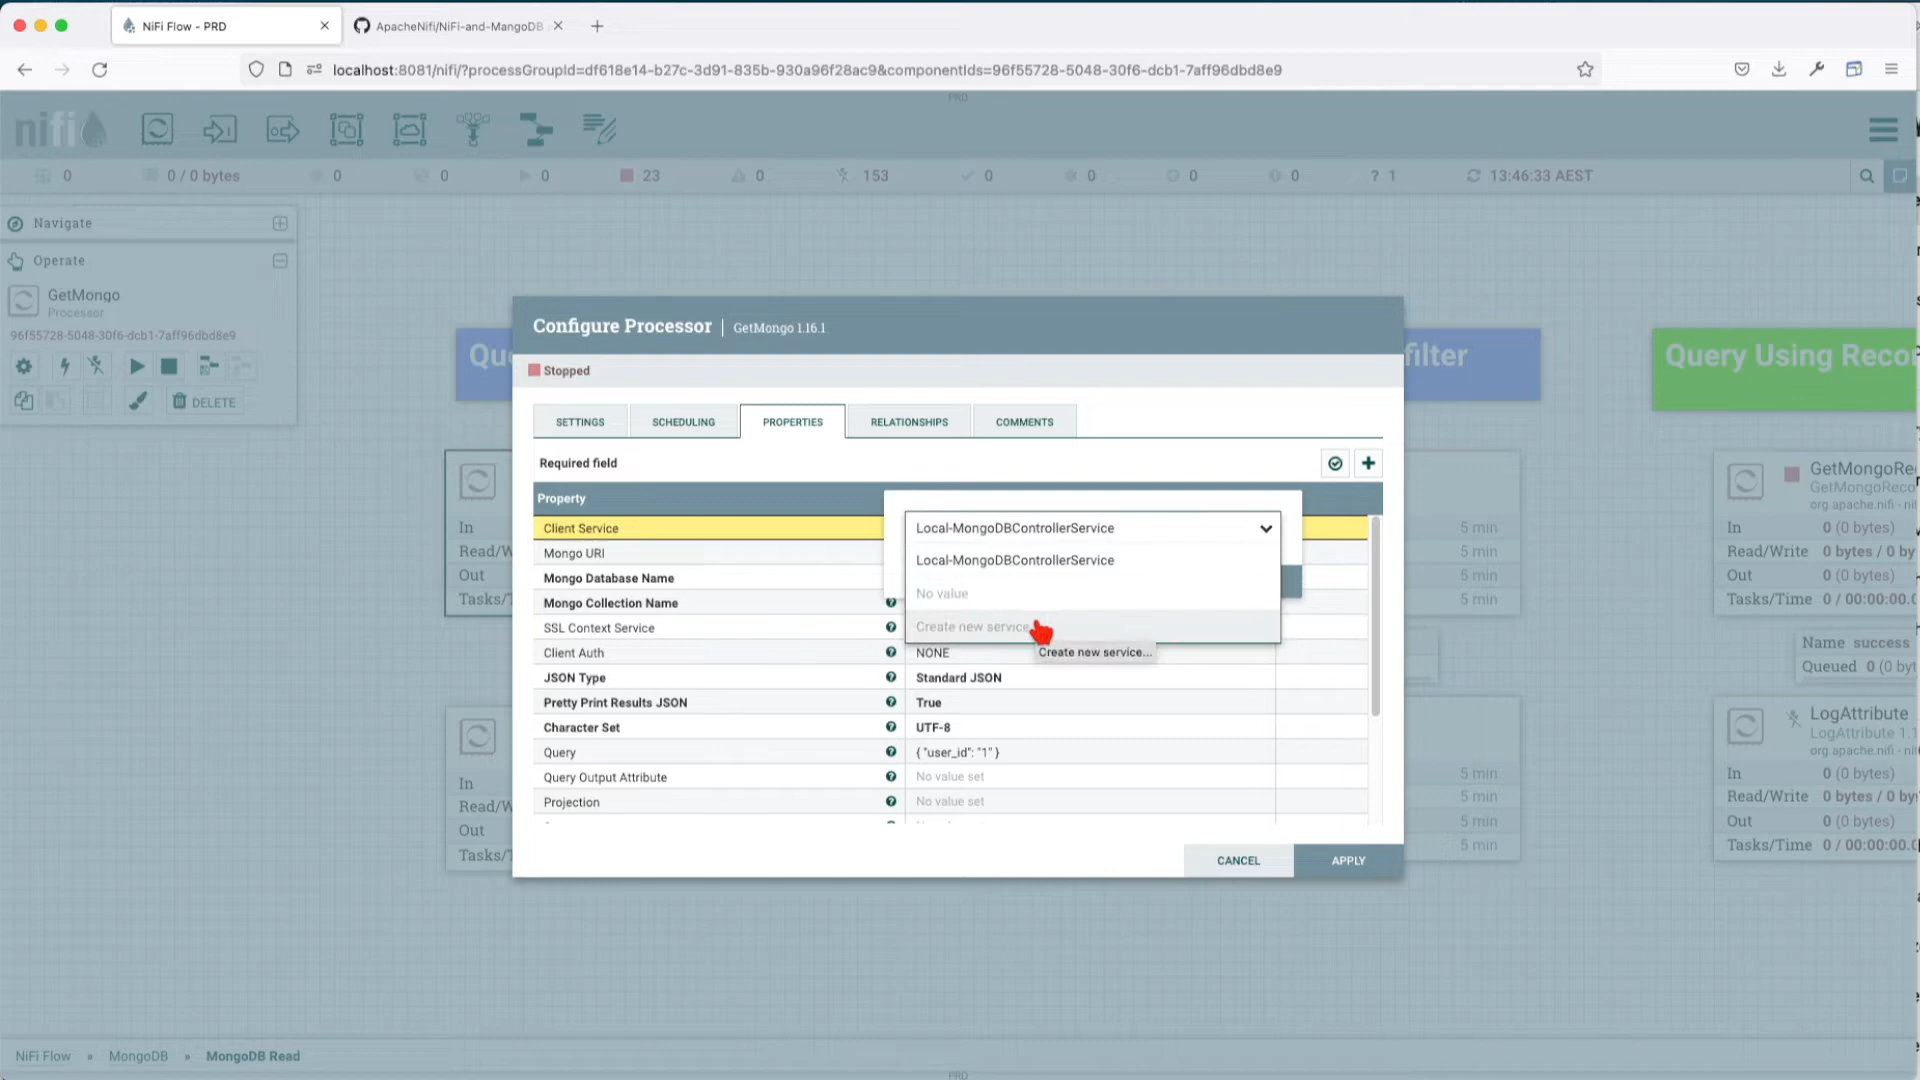 NiFi Flow - PRD
ApacheNifi/NiFi-and-MongoDB
localhost:8081/nifi/?processGroupId=df618e14-b27c-3d91-835b-930a96f28ac9&componentIds=96f55728-5048-30f6-dcb1-7aff96dbd8e9
PRD
nifi
0
0 / 0 bytes
0
0
0
23
0
153
0
0
0
0
? 1
13:46:33 AEST
Navigate
Operate
GetMongo
Processor
96f55728-5048-30f6-dcb1-7aff96dbd8e9
DELETE
Configure Processor | GetMongo 1.16.1
Stopped
SETTINGS
SCHEDULING
PROPERTIES
RELATIONSHIPS
COMMENTS
Required field
Property
Client Service
Mongo URI
Mongo Database Name
Mongo Collection Name
SSL Context Service
Client Auth
NONE
JSON Type
Standard JSON
Pretty Print Results JSON
True
Character Set
UTF-8
Query
{ "user_id": "1" }
Query Output Attribute
No value set
Projection
No value set
Local-MongoDBControllerService
Local-MongoDBControllerService
No value
Create new service
Create new service...
CANCEL
APPLY
filter
Query Using
In
Read/Write
Out
Tasks/
In
Read/
Out
Tasks/
5 min
5 min
5 min
5 min
5 min
5 min
5 min
5 min
In
0 (0 bytes)
Read/Write 0 bytes / 0
Out
0 (0 bytes)
Tasks/Time 0 / 00:00:00.
Name success
Queued 0 (0
LogAttribute
LogAttribute
org.apache.nifi -
In
0 (0 bytes)
Read/Write 0 bytes / 0
Out
0 (0 bytes)
Tasks/Time 0 / 00:00:00.
NiFi Flow » MongoDB » MongoDB Read
PRD